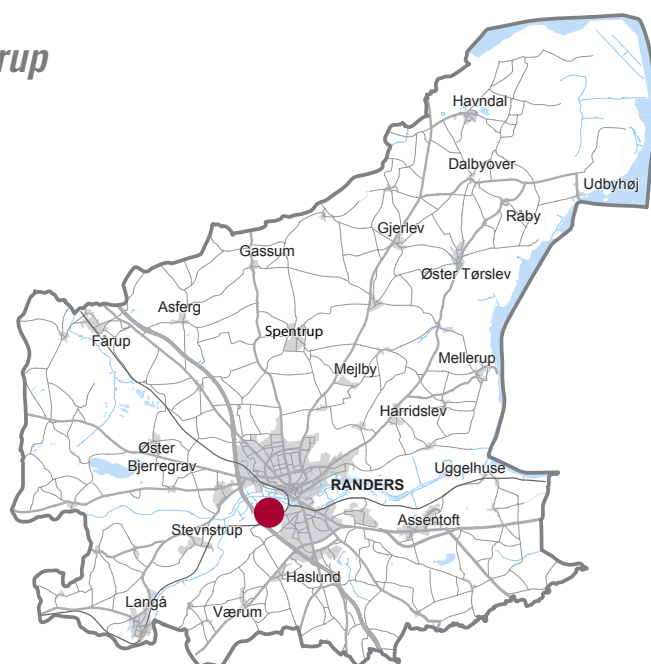 rup
Havndal
Dalbyover
Udbyhøj
Råby
Gjerlev
Gassum
Øster Tørslev
Asferg
Spentrup
Fårup
Mejlby
Mellerup
Harridslev
Øster
Bjerregrav
Uggelhuse
RANDERS
Assentoft
Stevnstrup
Haslund
Langå
Værum